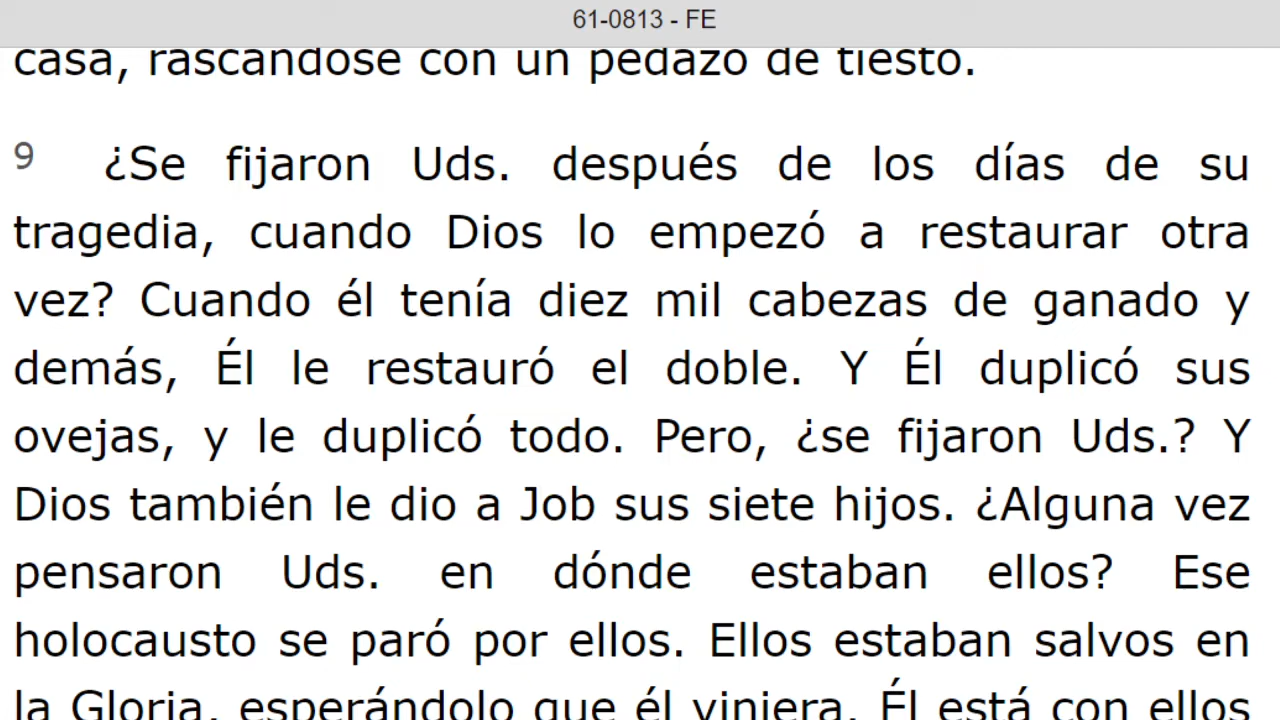 61-0813 - FE
casa, rascándose con un pedazo de tiesto.
9 ¿Se fijaron Uds. después de los días de su
tragedia, cuando Dios lo empezó a restaurar otra
vez? Cuando él tenía diez mil cabezas de ganado y
demás, Él le restauró el doble. Y Él duplicó sus
ovejas, y le duplicó todo. Pero, ¿se fijaron Uds.? Y
Dios también le dio a Job sus siete hijos. ¿Alguna vez
pensaron Uds. en dónde estaban ellos? Ese
holocausto se paró por ellos. Ellos estaban salvos en
la Gloria, esperándolo que él viniera. Él está con ellos